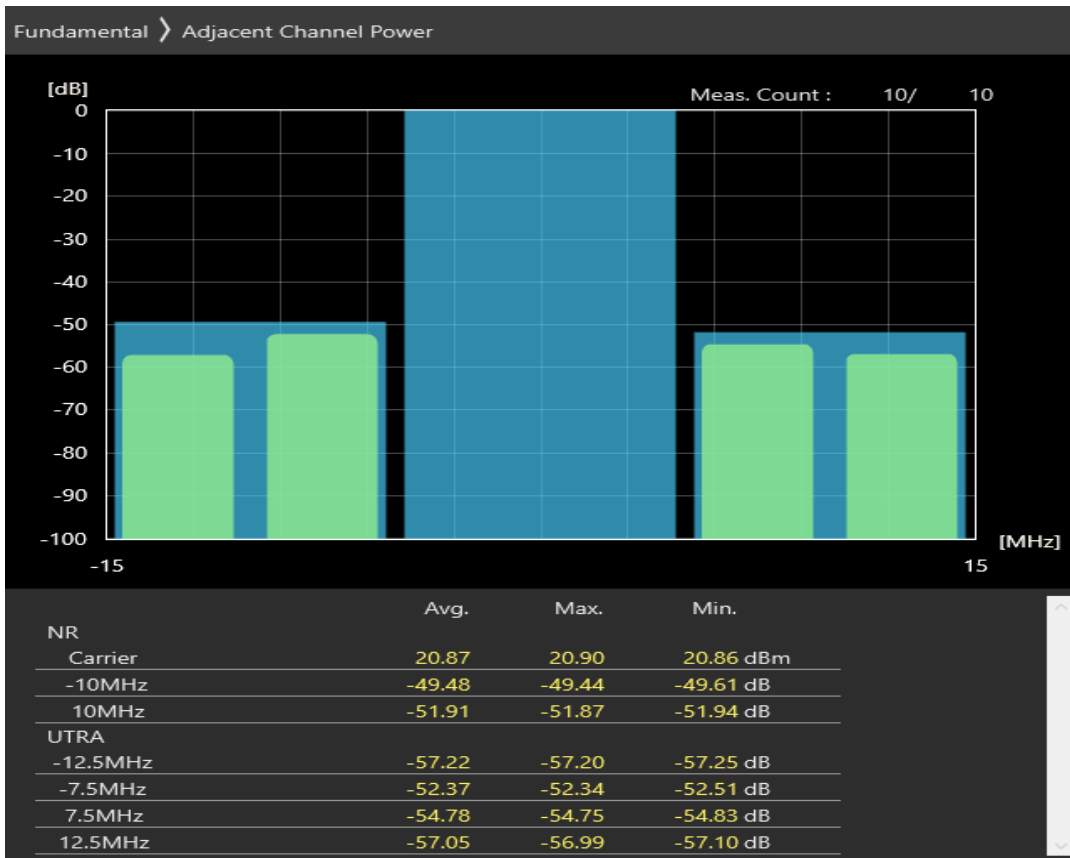 Fundamental 〉 Adjacent Channel Power
[dB]
Meas. Count : 10/ 10
0
-10
-20
-30
-40
-50
-60
-70
-80
-90
-100
[MHz]
-15 15
Avg. Max. Min.
NR
Carrier 20.87 20.90 20.86 dBm
-10MHz -49.48 -49.44 -49.61 dB
10MHz -51.91 -51.87 -51.94 dB
UTRA
-12.5MHz -57.22 -57.20 -57.25 dB
-7.5MHz -52.37 -52.34 -52.51 dB
7.5MHz -54.78 -54.75 -54.83 dB
12.5MHz -57.05 -56.99 -57.10 dB